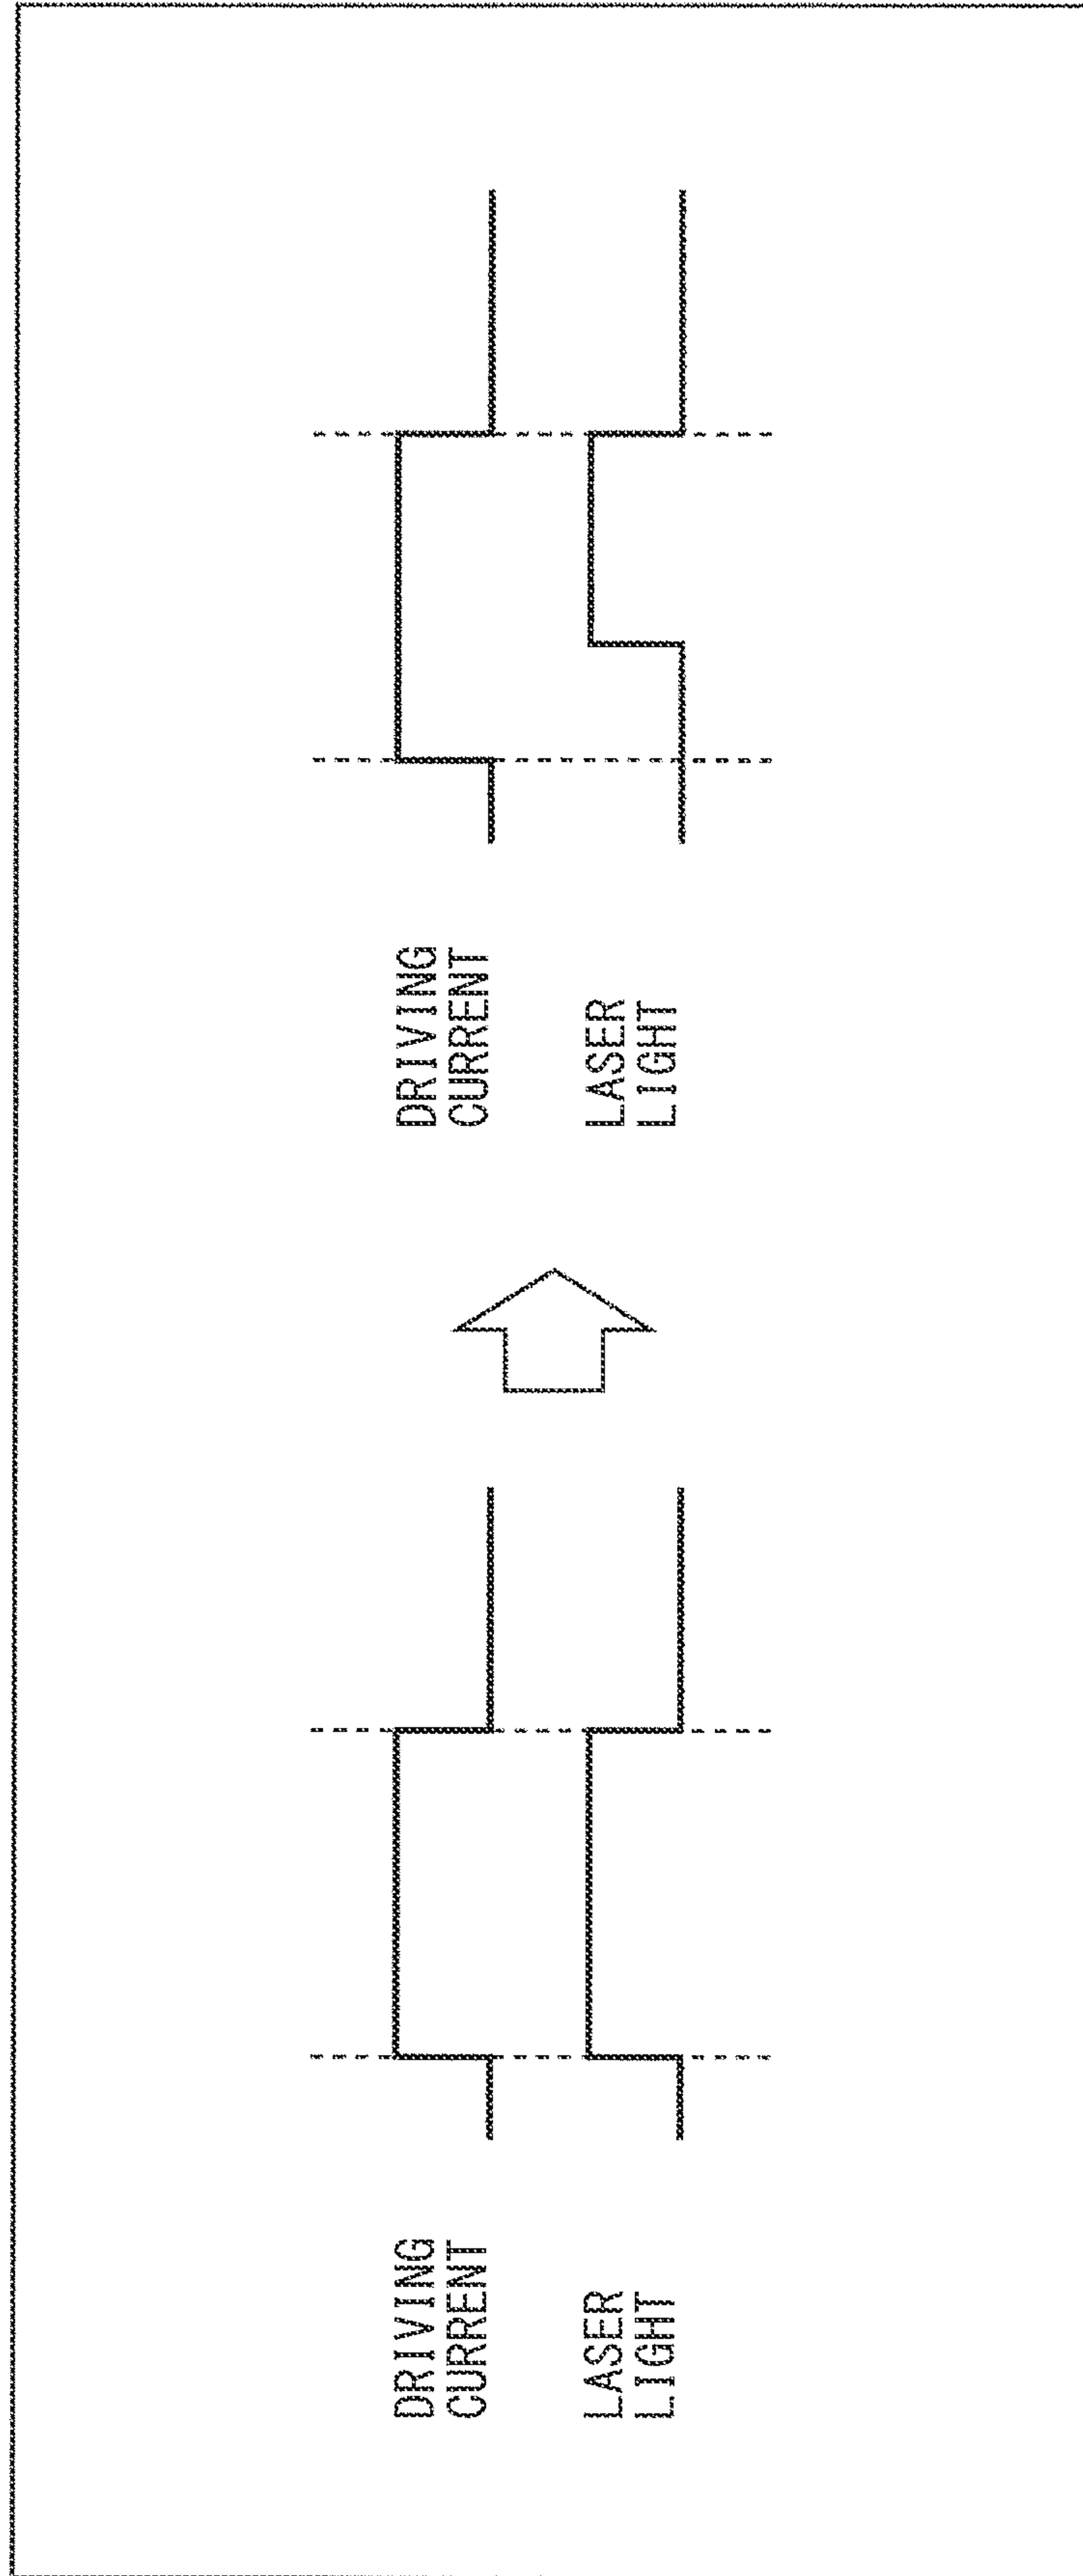 DRIVING
CURRENT
LASER
LIGHT
DRIVING
CURRENT
LASER
LIGHT